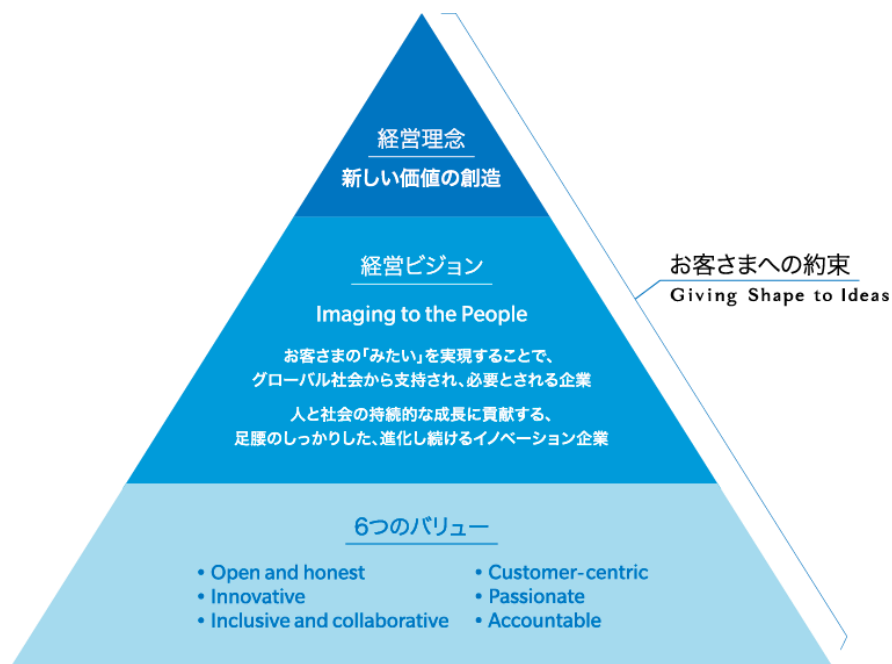 経営理念
新しい価値の創造
経営ビジョン
Imaging to the People
お客さまの「みたい」を実現することで、
グローバル社会から支持され、必要とされる企業
人と社会の持続的な成長に貢献する、
足腰のしっかりした、進化し続けるイノベーション企業
6つのバリュー
• Open and honest
• Innovative
• Inclusive and collaborative
• Customer-centric
• Passionate
• Accountable
お客さまへの約束
Giving Shape to Ideas